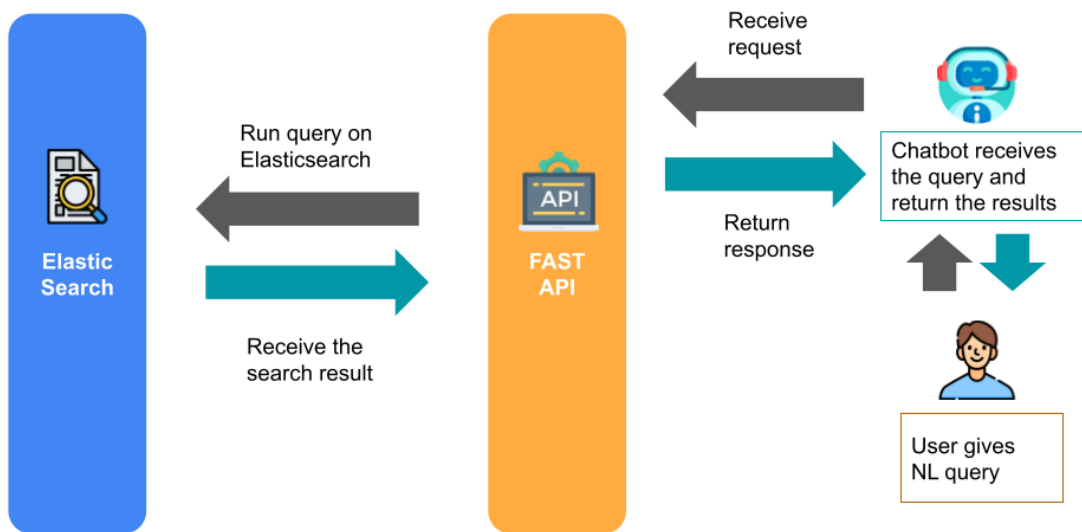 Elastic
Search
Run query on
Elasticsearch
Receive the
search result
API
FAST
API
Receive
request
Return
response
Chatbot receives
the query and
return the results
User gives
NL query